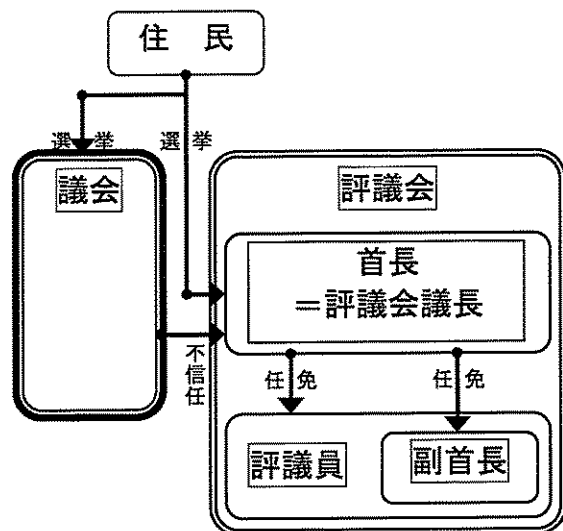 住 民
選 挙
選 挙
議会
評議会
首長
＝評議会議長
不信任
任 免
任 免
評議員
副首長